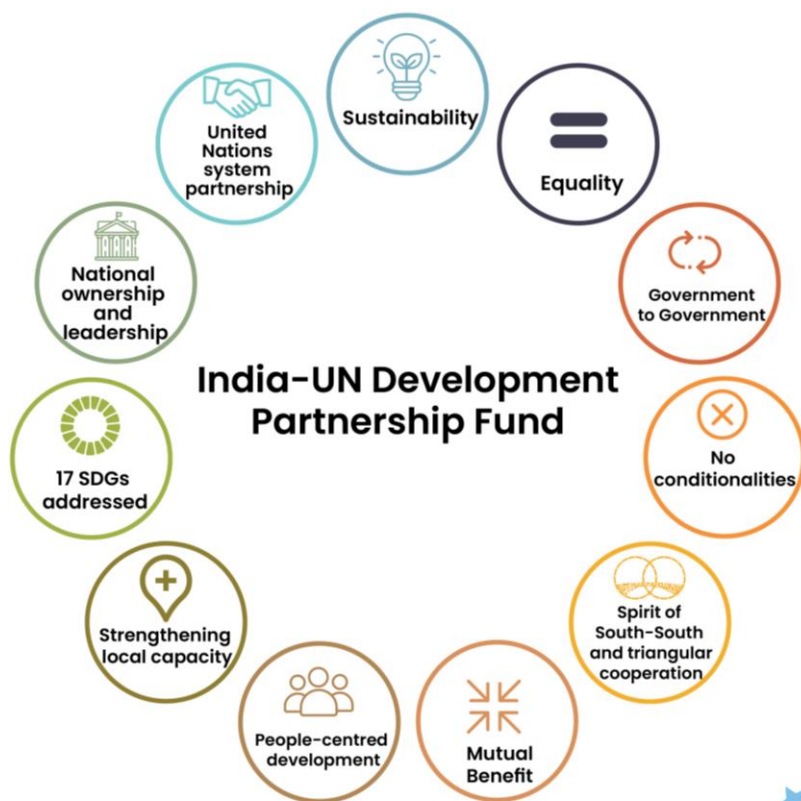 Sustainability
Equality
Government
to Government
No
conditionalities
Spirit of
South-South
and triangular
cooperation
Mutual
Benefit
People-centred
development
Strengthening
local capacity
17 SDGs
addressed
National
ownership
and
leadership
United
Nations
system
partnership
India-UN Development
Partnership Fund